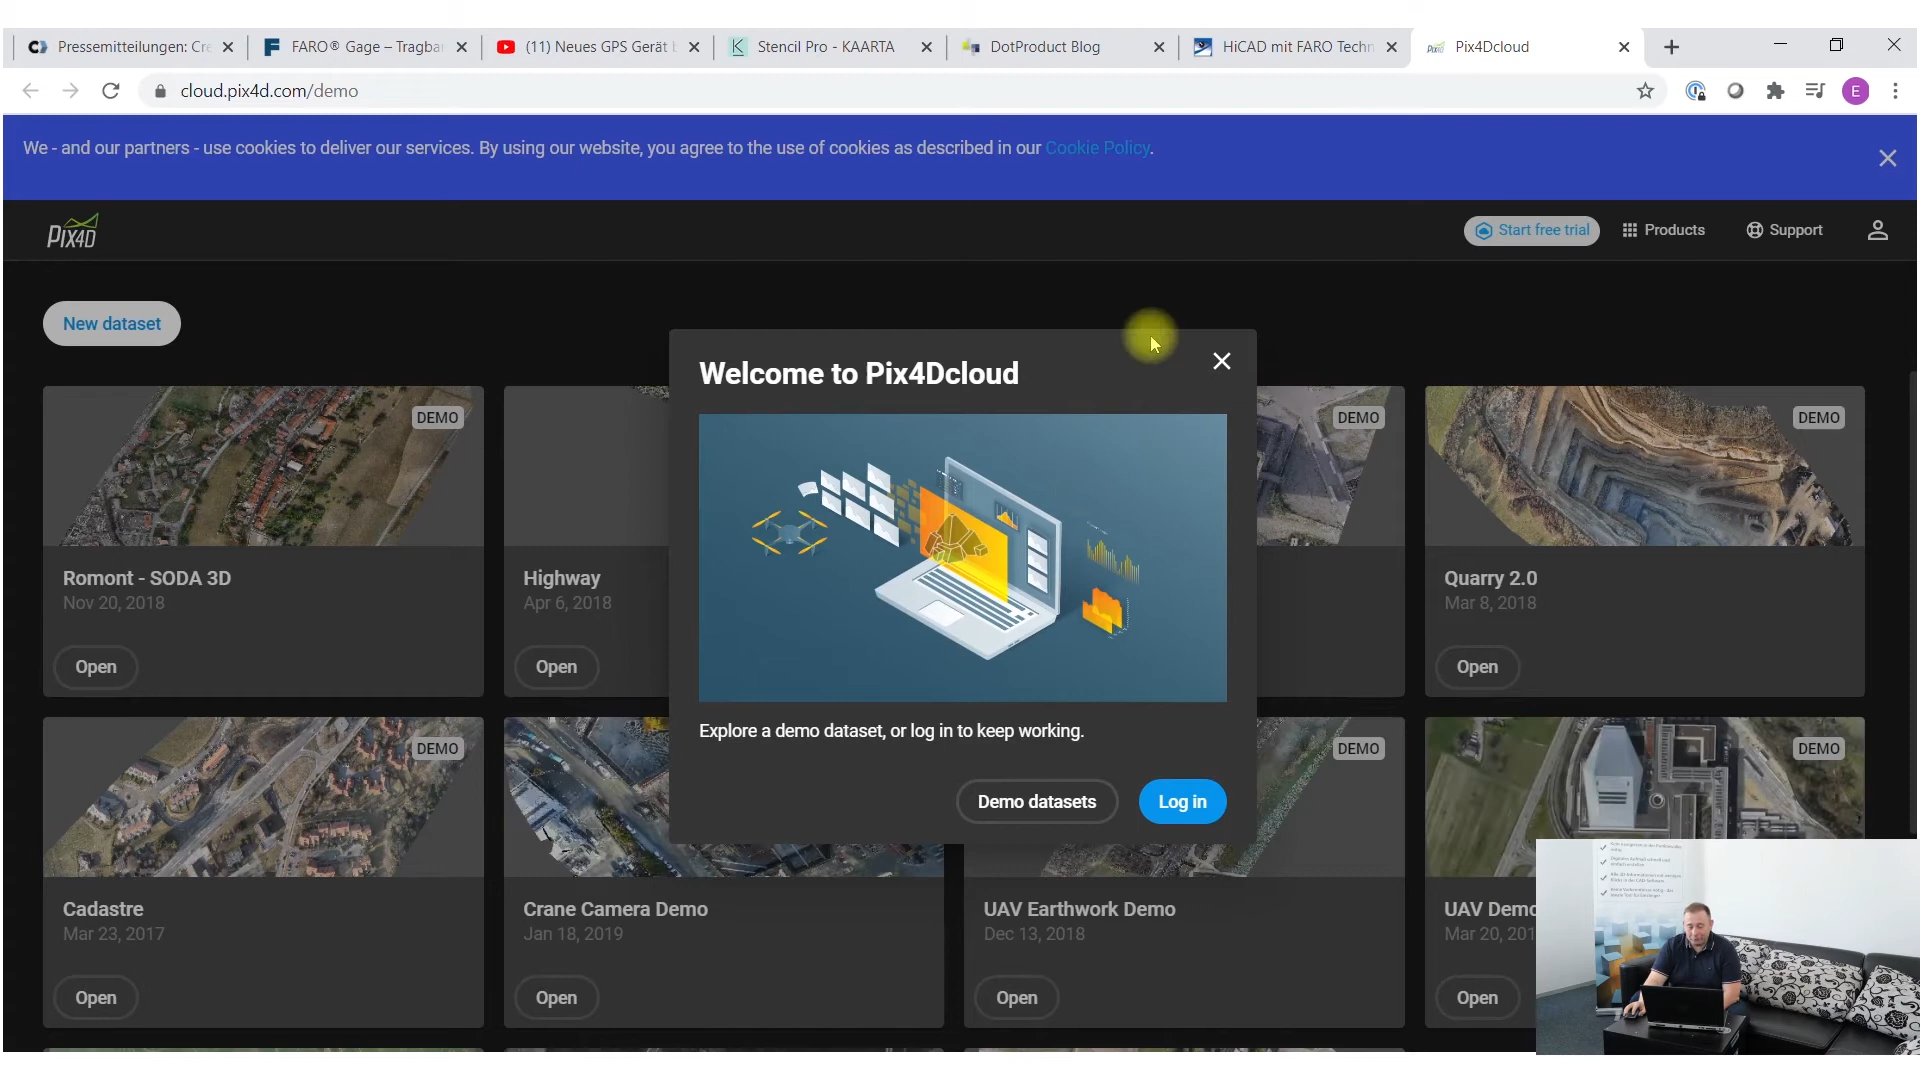 Pressemitteilungen: Cre
FARO® Gage – Tragba
(11) Neues GPS Gerät b
Stencil Pro - KAARTA
DotProduct Blog
HiCAD mit FARO Techn
Pix4Dcloud
cloud.pix4d.com/demo
E
We - and our partners - use cookies to deliver our services. By using our website, you agree to the use of cookies as described in our Cookie Policy.
PIX4D
Start free trial
Products
Support
New dataset
Welcome to Pix4Dcloud
DEMO
DEMO
DEMO
Romont - SODA 3D
Nov 20, 2018
Open
Highway
Apr 6, 2018
Open
Quarry 2.0
Mar 8, 2018
Open
Explore a demo dataset, or log in to keep working.
Demo datasets
Log in
DEMO
DEMO
DEMO
Cadastre
Mar 23, 2017
Open
Crane Camera Demo
Jan 18, 2019
Open
UAV Earthwork Demo
Dec 13, 2018
Open
UAV Demo
Mar 20, 201
Open